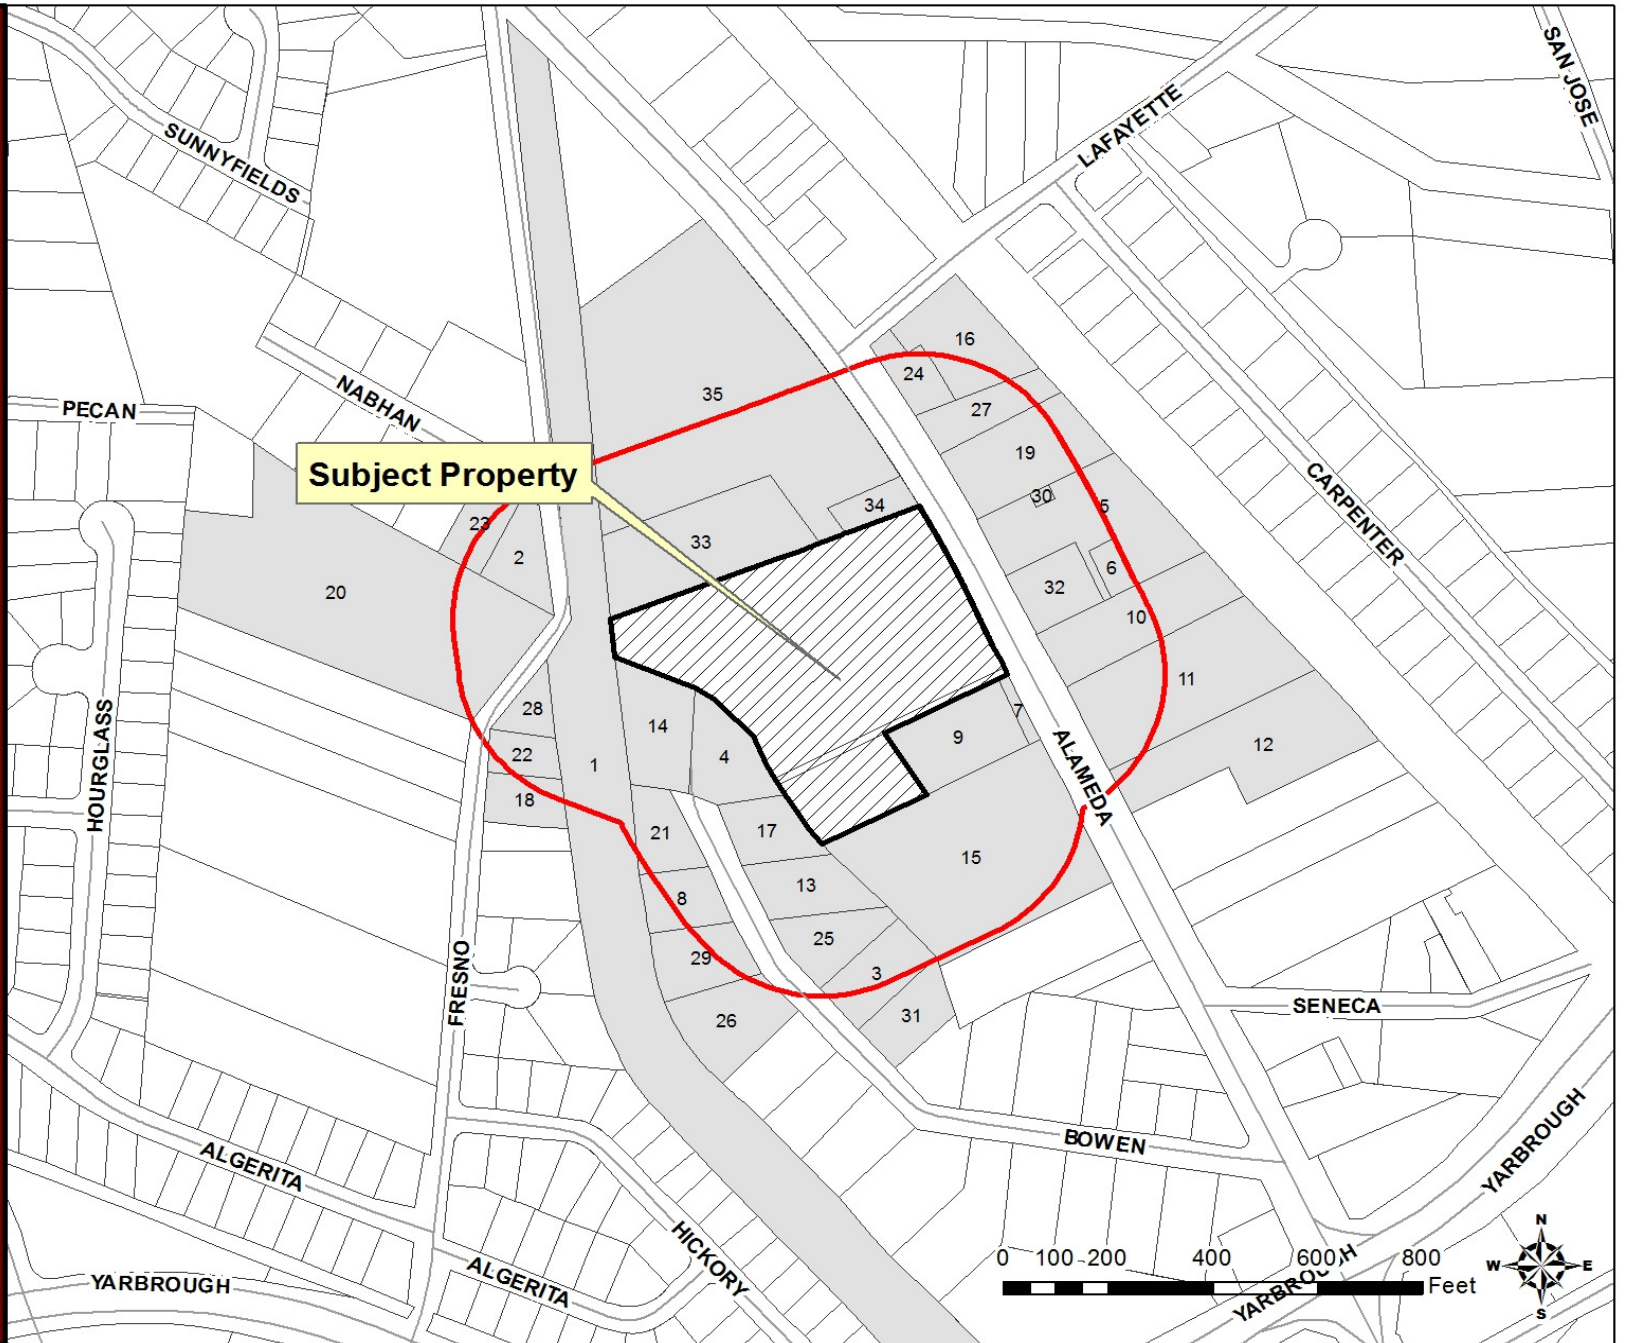 SAN JOSE
LAFAYETTE
SUNNYFIELDS
16
24
35
NABHAN
27
PECAN
19
Subject Property
30
34
5
CARPENTER
23
33
2
6
32
20
10
11
28
7
14
9
12
4
22
1
HOURGLASS
ALAMEDA
18
17
21
15
13
8
25
29
3
FRESNO
31
26
SENECA
BOWEN
YARBROUGH
ALGERITA
N
HICKORY
0 100 200 400 600 800
Feet
W E
S
ALGERITA
YARBROUGH
YARBROUGH